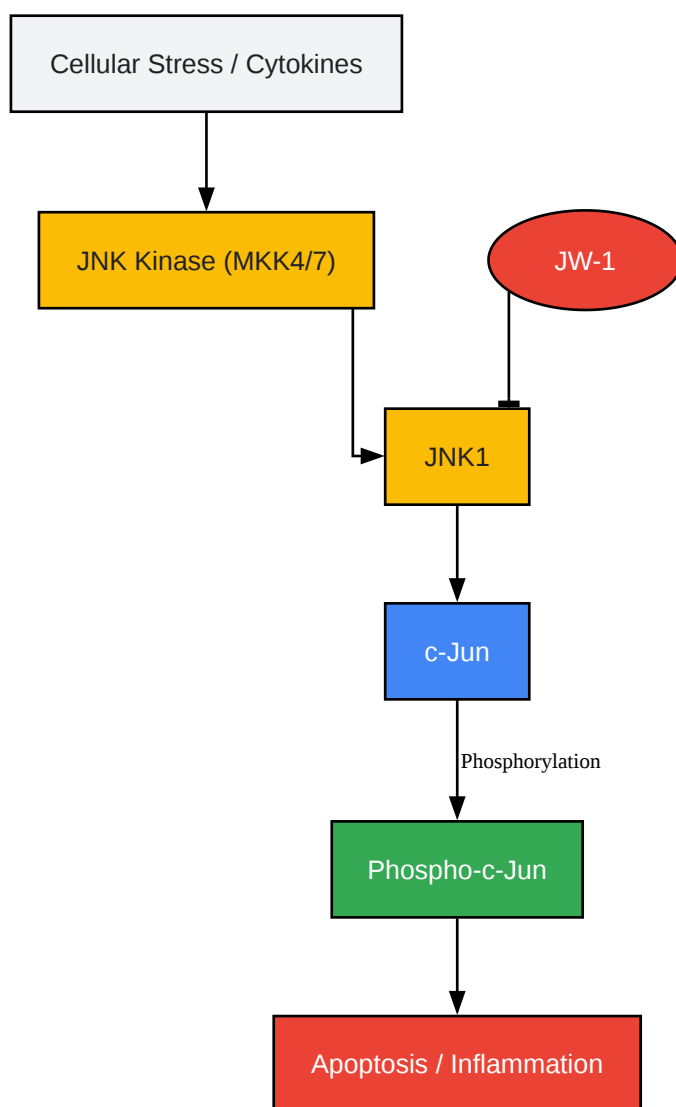 Cellular Stress / Cytokines
JNK Kinase (MKK4/7)
JW-1
JNK1
c-Jun
Phosphorylation
Phospho-c-Jun
Apoptosis / Inflammation